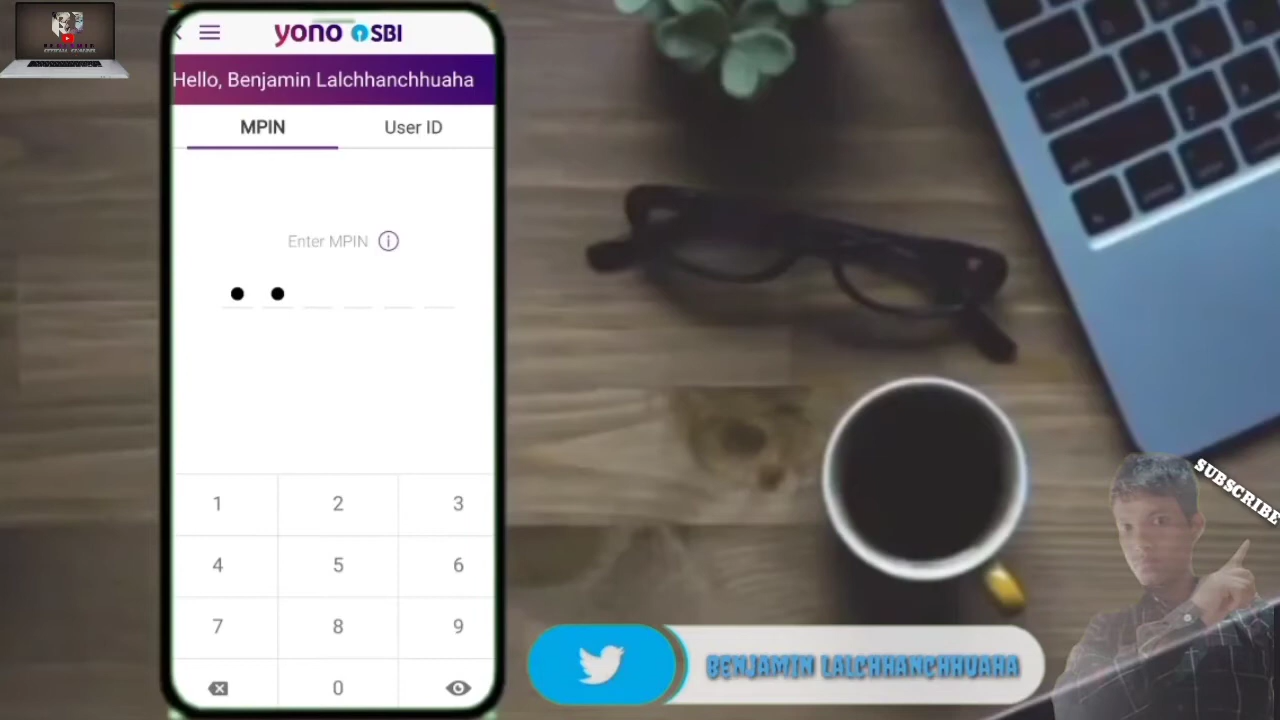 yono SBI
Hello, Benjamin Lalchhanchhuaha
MPIN
User ID
Enter MPIN
1 2 3
4 5 6
7 8 9
0
SUBSCRIBE
BENJAMIN LALCHHANCHHUAHA